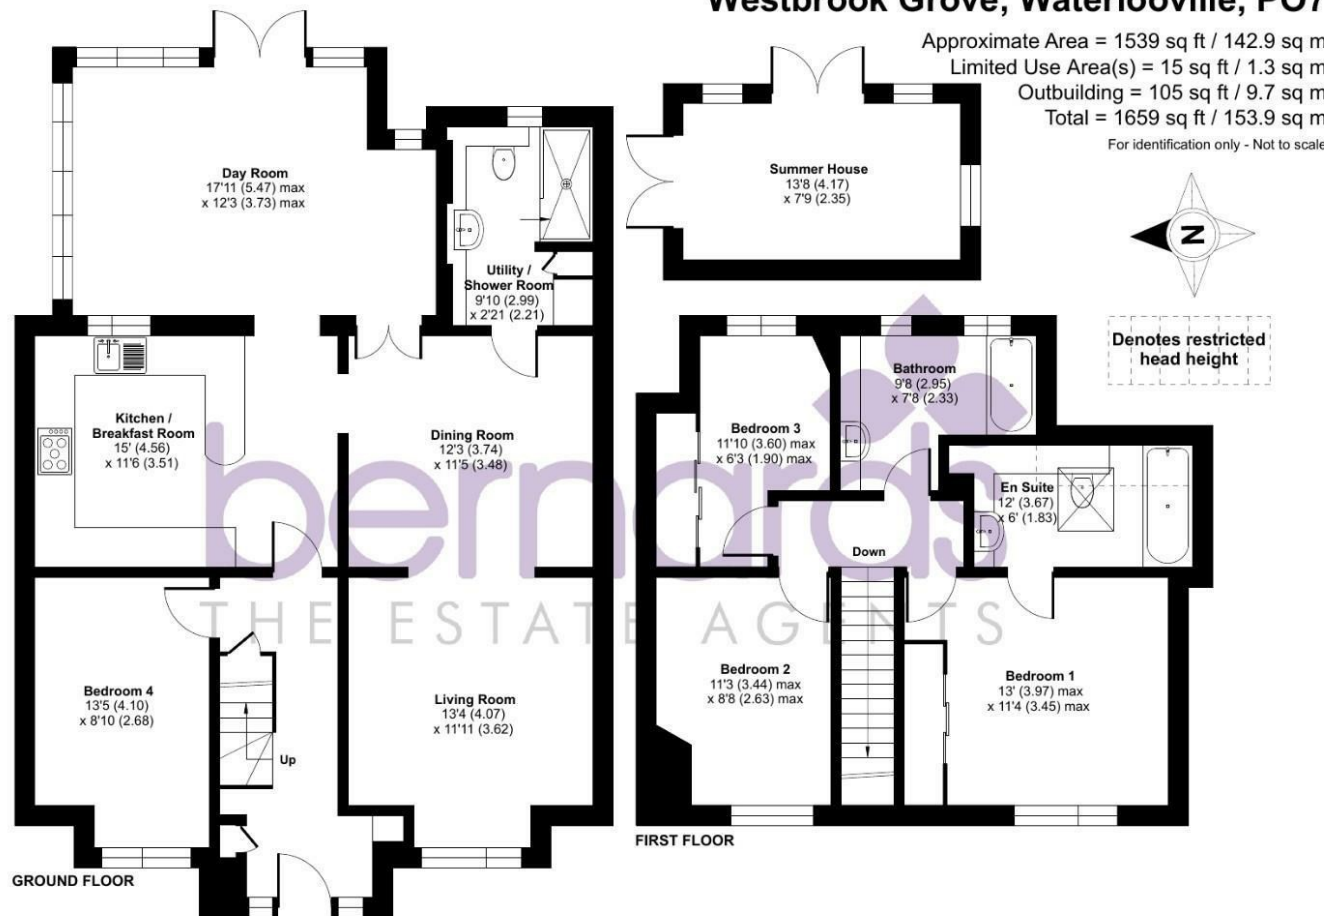 Westbrook Grove, Waterlooville, PO7
Approximate Area = 1539 sq ft / 142.9 sq m
Limited Use Area(s) = 15 sq ft / 1.3 sq m
Outbuilding = 105 sq ft / 9.7 sq m
Total = 1659 sq ft / 153.9 sq m
For identification only - Not to scale
N
Denotes restricted
head height
Day Room
17'11 (5.47) max
x 12'3 (3.73) max
Utility /
Shower Room
9'10 (2.99)
x 2'21 (2.21)
Summer House
13'8 (4.17)
x 7'9 (2.35)
Kitchen /
Breakfast Room
15' (4.56)
x 11'6 (3.51)
Dining Room
12'3 (3.74)
x 11'5 (3.48)
Bedroom 4
13'5 (4.10)
x 8'10 (2.68)
Up
Living Room
13'4 (4.07)
x 11'11 (3.62)
GROUND FLOOR
Bedroom 3
11'10 (3.60) max
x 6'3 (1.90) max
Bathroom
9'8 (2.95)
x 7'8 (2.33)
En Suite
12' (3.67)
x 6' (1.83)
Down
Bedroom 2
11'3 (3.44) max
x 8'8 (2.63) max
Bedroom 1
13' (3.97) max
x 11'4 (3.45) max
FIRST FLOOR
bernards
THE ESTATE AGENTS